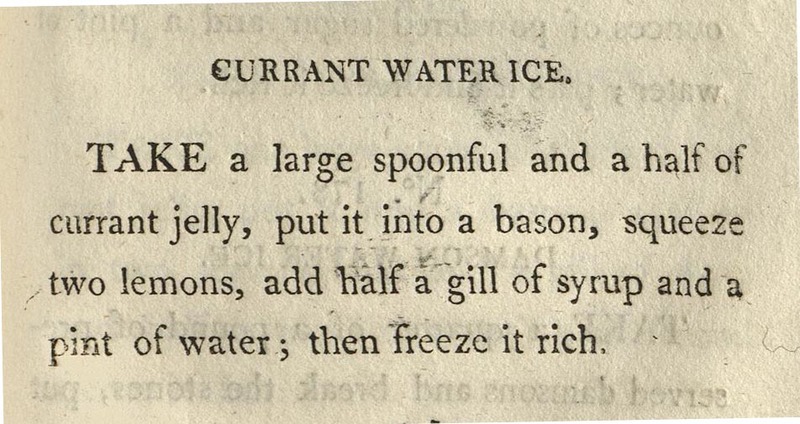 CURRANT WATER ICE.
TAKE a large spoonful and a half of
currant jelly, put it into a bason, squeeze
two lemons, add half a gill of syrup and a
pint of water; then freeze it rich.